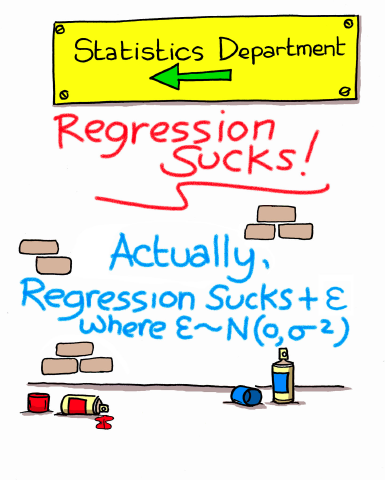 Statistics Department
Regression
Sucks!
Actually,
Regression Sucks + ε
where ε ~ N(0, σ²)